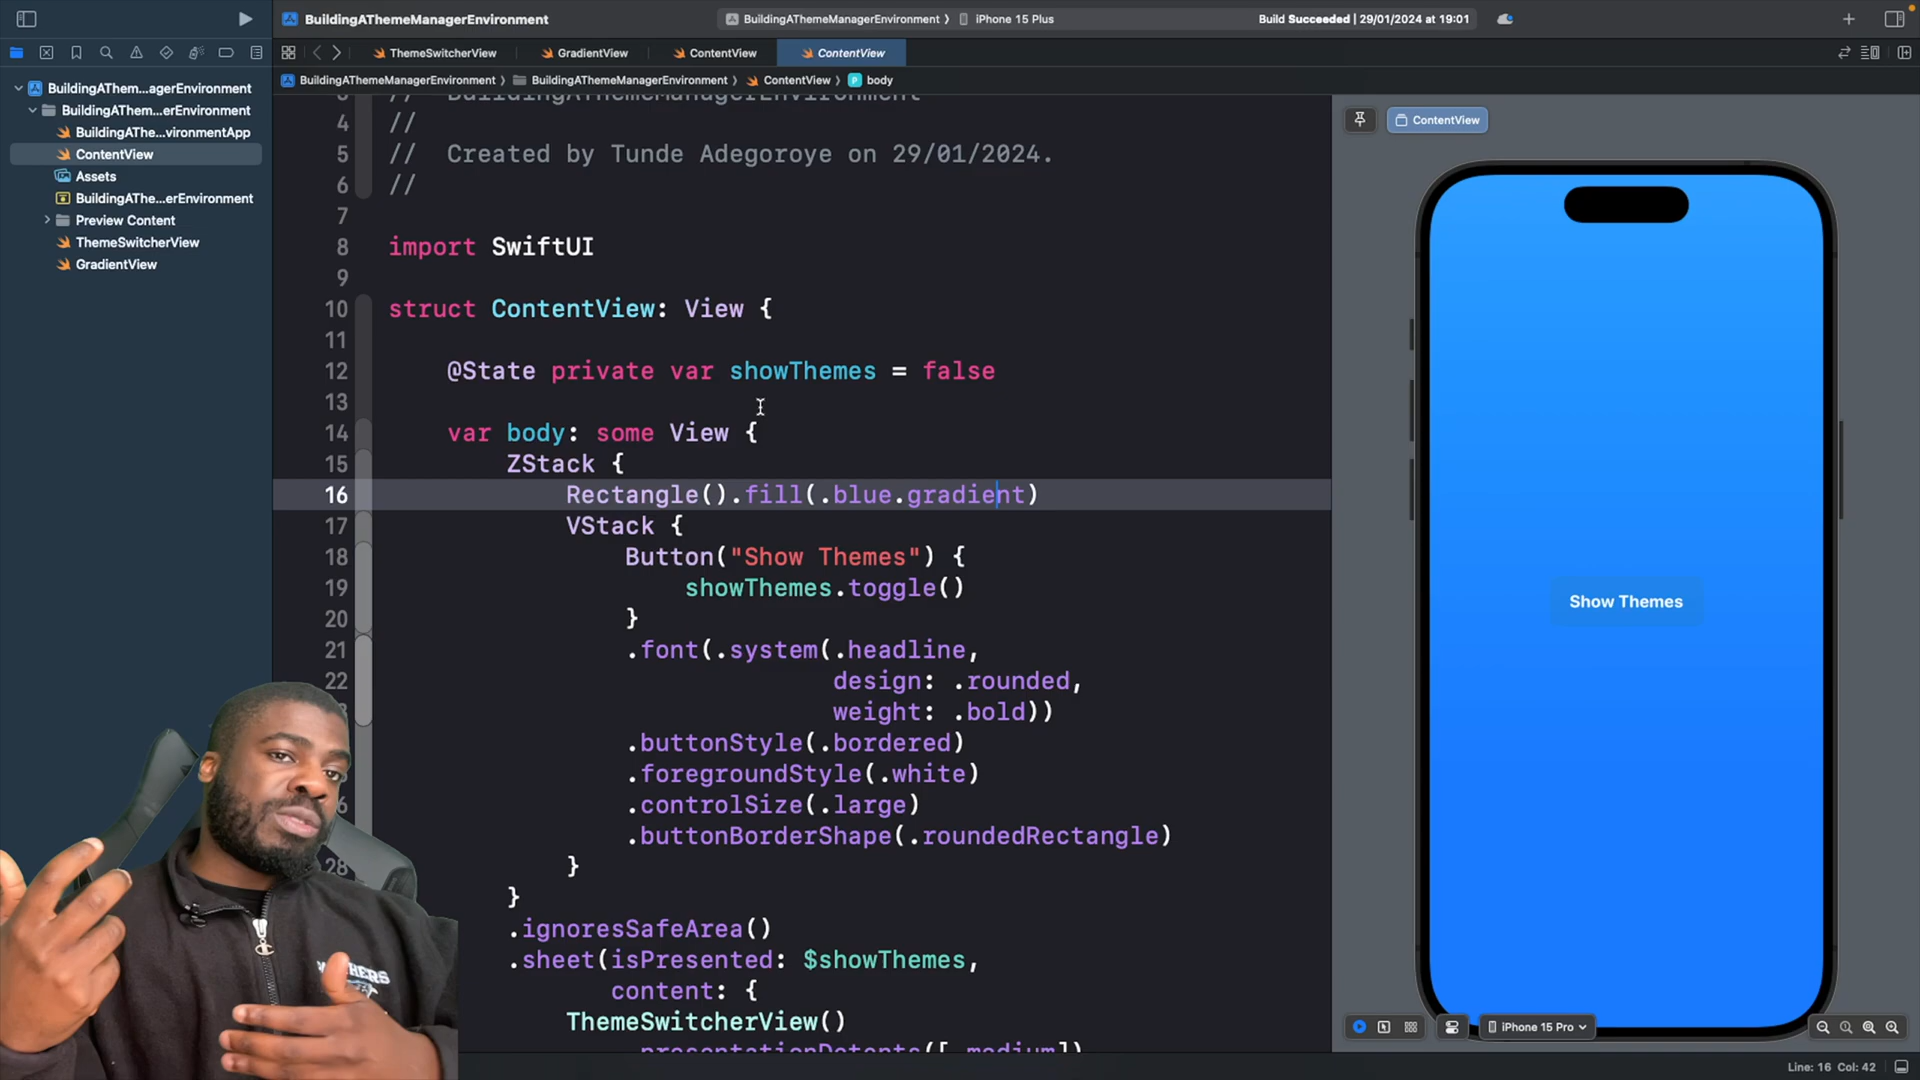 BuildingAThemeManagerEnvironment
BuildingAThemeManagerEnvironment 〉 iPhone 15 Plus
Build Succeeded | 29/01/2024 at 19:01
ThemeSwitcherView
GradientView
ContentView
ContentView
BuildingAThemeManagerEnvironment 〉 BuildingAThemeManagerEnvironment 〉 ContentView 〉 P body
BuildingAThem...agerEnvironment
BuildingAThem...erEnvironment
BuildingAThe...vironmentApp
ContentView
Assets
BuildingAThe...erEnvironment
Preview Content
ThemeSwitcherView
GradientView
// BuildingAThemeManagerEnvironment
4 //
5 // Created by Tunde Adegoroye on 29/01/2024.
6 //
7
8 import SwiftUI
9
10 struct ContentView: View {
11
12 @State private var showThemes = false
13
14 var body: some View {
15 ZStack {
16 Rectangle().fill(.blue.gradient)
17 VStack {
18 Button("Show Themes") {
19 showThemes.toggle()
20 }
21 .font(.system(.headline,
22 design: .rounded,
weight: .bold))
.buttonStyle(.bordered)
.foregroundStyle(.white)
.controlSize(.large)
.buttonBorderShape(.roundedRectangle)
28 }
}
.ignoresSafeArea()
.sheet(isPresented: $showThemes,
content: {
ThemeSwitcherView()
.presentationDetents([.medium])
ContentView
Show Themes
iPhone 15 Pro
Line: 16 Col: 42